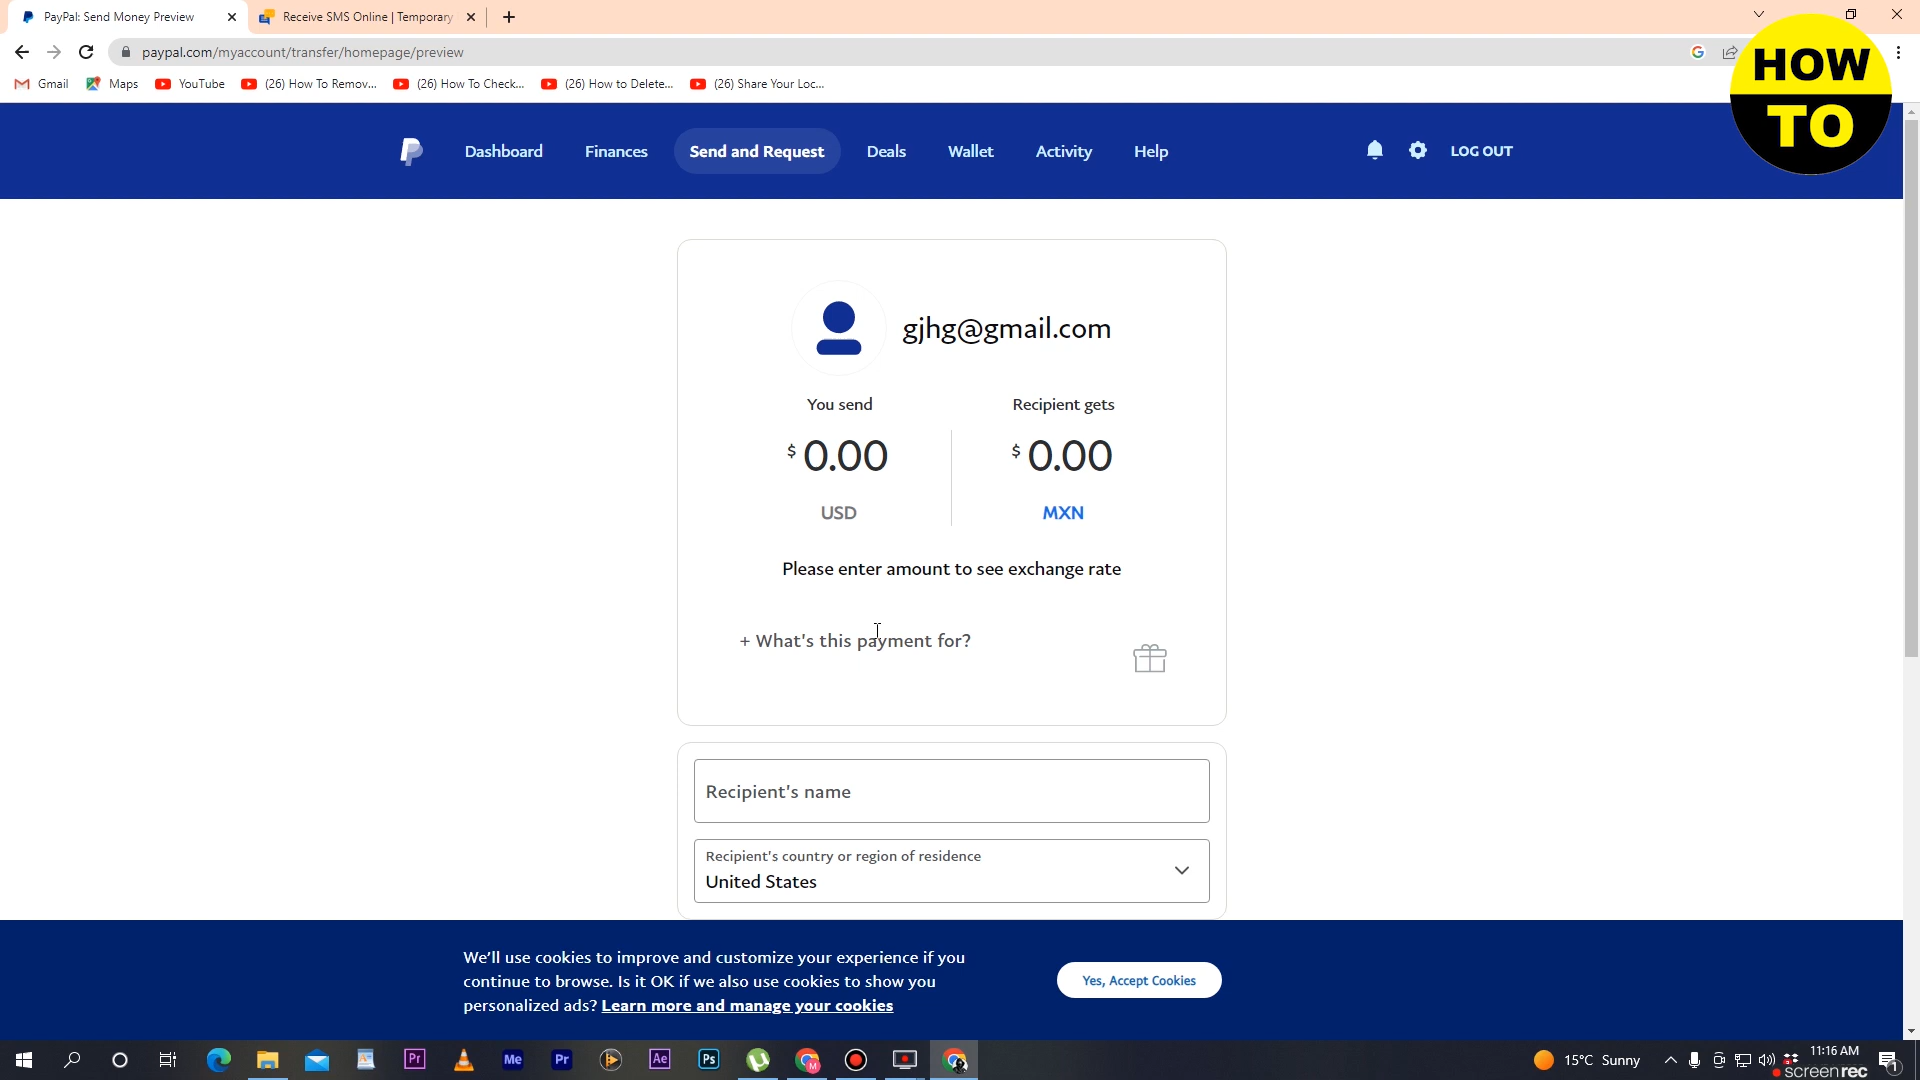 PayPal: Send Money Preview
Receive SMS Online | Temporary
paypal.com/myaccount/transfer/homepage/preview
Gmail
Maps
YouTube
(26) How To Remov...
(26) How To Check...
(26) How to Delete...
(26) Share Your Loc...
HOW
TO
Dashboard
Finances
Send and Request
Deals
Wallet
Activity
Help
LOG OUT
gjhg@gmail.com
You send
Recipient gets
$ 0.00
$ 0.00
USD
MXN
Please enter amount to see exchange rate
+ What's this payment for?
Recipient's name
Recipient's country or region of residence
United States
We'll use cookies to improve and customize your experience if you
continue to browse. Is it OK if we also use cookies to show you
personalized ads? Learn more and manage your cookies
Yes, Accept Cookies
Pr
Me
Pr
Ae
Ps
M
15°C Sunny
11:16 AM
screenrec
1